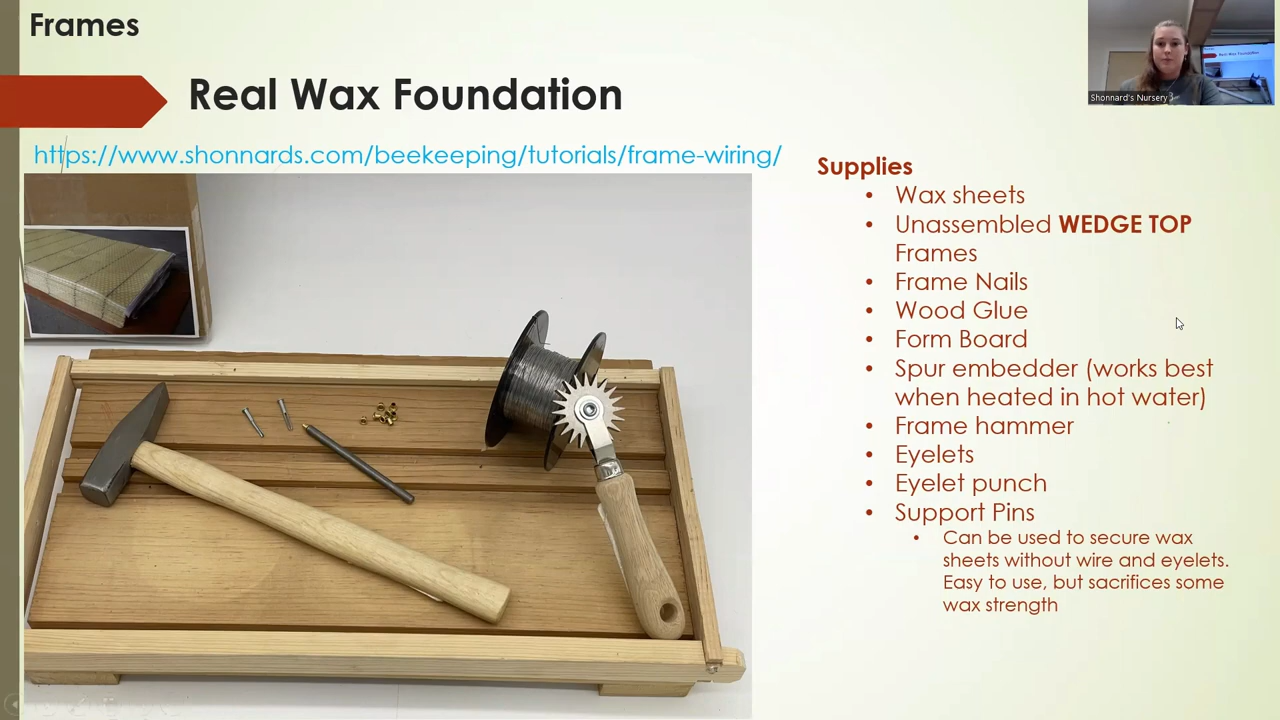 Frames
Real Wax Foundation
https://www.shonnards.com/beekeeping/tutorials/frame-wiring/
Shonnard's Nursery
Supplies
• Wax sheets
• Unassembled WEDGE TOP
Frames
• Frame Nails
• Wood Glue
• Form Board
• Spur embedder (works best
when heated in hot water)
• Frame hammer
• Eyelets
• Eyelet punch
• Support Pins
• Can be used to secure wax
sheets without wire and eyelets.
Easy to use, but sacrifices some
wax strength